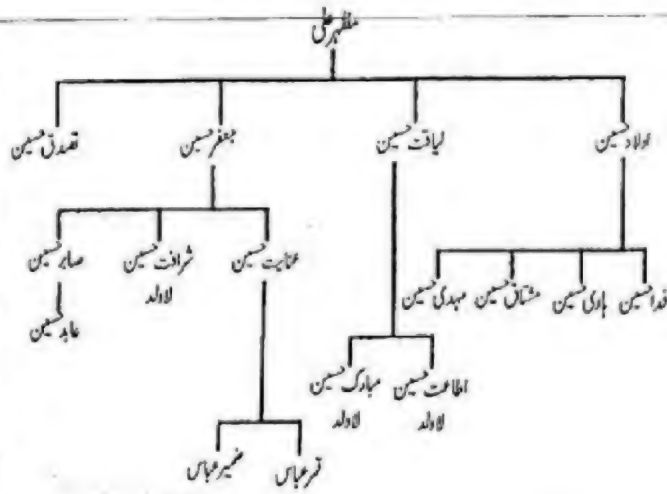 مظہر علی
اولاد حسین لیاقت حسین جعفر حسین تصدق حسین
عنایت حسین شرافت حسین صابر حسین
لاولد
فدا حسین ہادی حسین مشتاق حسین مہدی حسین
عابد حسین
اطاعت حسین مبارک حسین
لاولد لاولد
قمر عباس ضمیر عباس